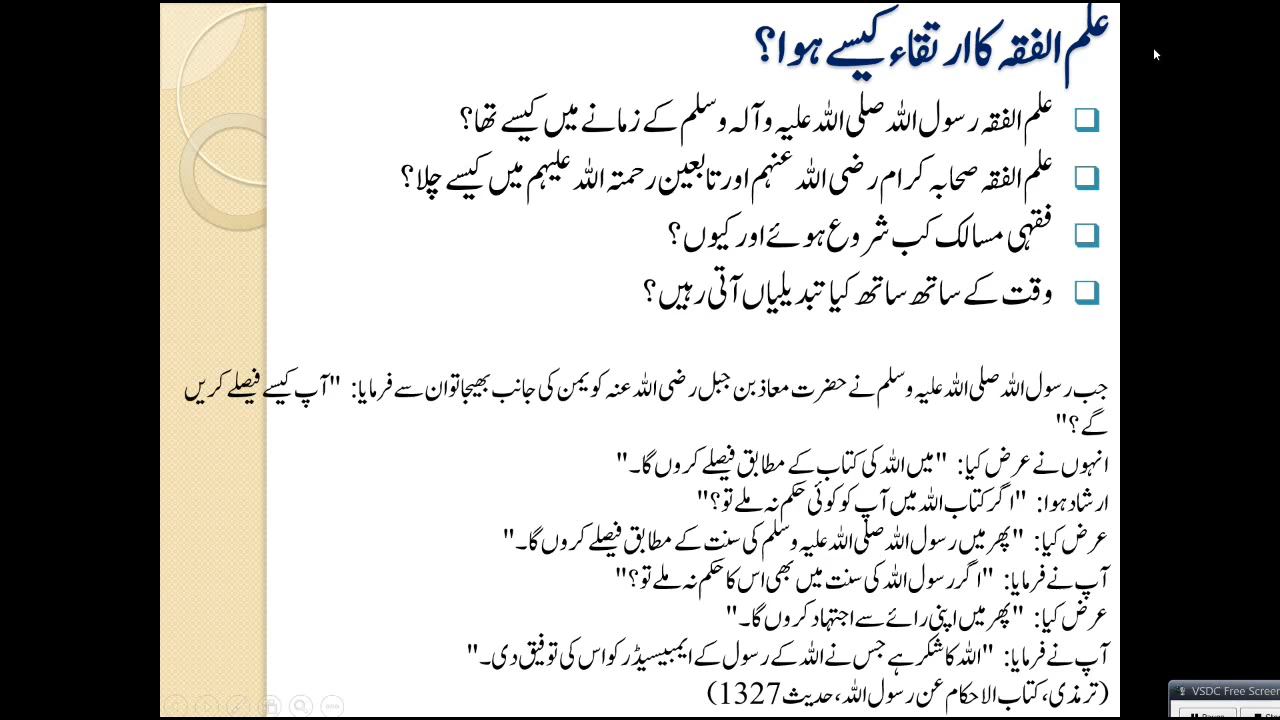 علم الفقہ کا ارتقاء کیسے ہوا؟
علم الفقہ رسول اللہ صلی اللہ علیہ وآلہ وسلم کے زمانے میں کیسے تھا؟
علم الفقہ صحابہ کرام رضی اللہ عنہم اور تابعین رحمتہ اللہ علیہم میں کیسے چلا؟
فقہی مسالک کب شروع ہوئے اور کیوں؟
وقت کے ساتھ ساتھ کیا تبدیلیاں آتی رہیں؟
جب رسول اللہ صلی اللہ علیہ وسلم نے حضرت معاذ بن جبل رضی اللہ عنہ کو یمن کی جانب بھیجا تو ان سے فرمایا: "آپ کیسے فیصلے کریں
گے؟"
انہوں نے عرض کیا: "میں اللہ کی کتاب کے مطابق فیصلے کروں گا۔"
ارشاد ہوا: "اگر کتاب اللہ میں آپ کو کوئی حکم نہ ملے تو؟"
عرض کیا: "پھر میں رسول اللہ صلی اللہ علیہ وسلم کی سنت کے مطابق فیصلے کروں گا۔"
آپ نے فرمایا: "اگر رسول اللہ کی سنت میں بھی اس کا حکم نہ ملے تو؟"
عرض کیا: "پھر میں اپنی رائے سے اجتہاد کروں گا۔"
آپ نے فرمایا: "اللہ کا شکر ہے جس نے اللہ کے رسول کے ایمبیسیڈر کو اس کی توفیق دی۔"
(ترمذی، کتاب الاحکام عن رسول اللہ، حدیث 1327)
VSDC Free Screen